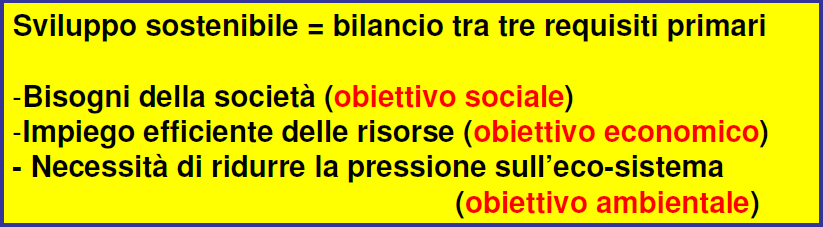 Sviluppo sostenibile = bilancio tra tre requisiti primari
-Bisogni della società (obiettivo sociale)
-Impiego efficiente delle risorse (obiettivo economico)
- Necessità di ridurre la pressione sull'eco-sistema
(obiettivo ambientale)